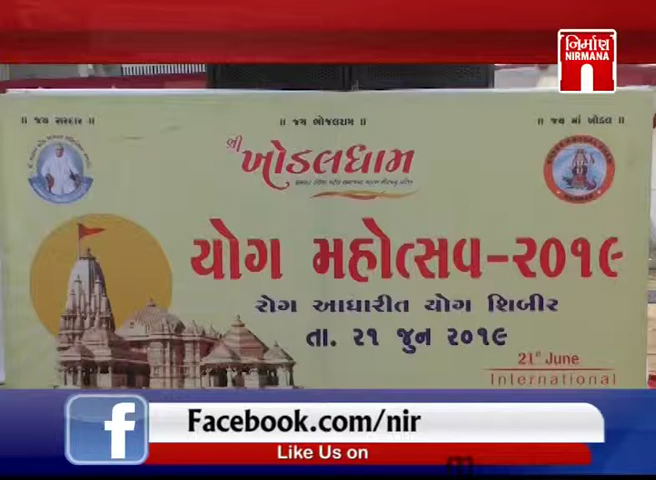 નિર્માણ
NIRMANA
॥ જય સરદાર ॥
॥ જય ભોજલરામ ॥
॥ જય માં ખોડલ ॥
શ્રી ખોડલધામ
યોગ મહોત્સવ-૨૦૧૯
રોગ આધારીત યોગ શિબીર
તા. ૨૧ જુન ૨૦૧૯
21st June
International
Facebook.com/nir
Like Us on